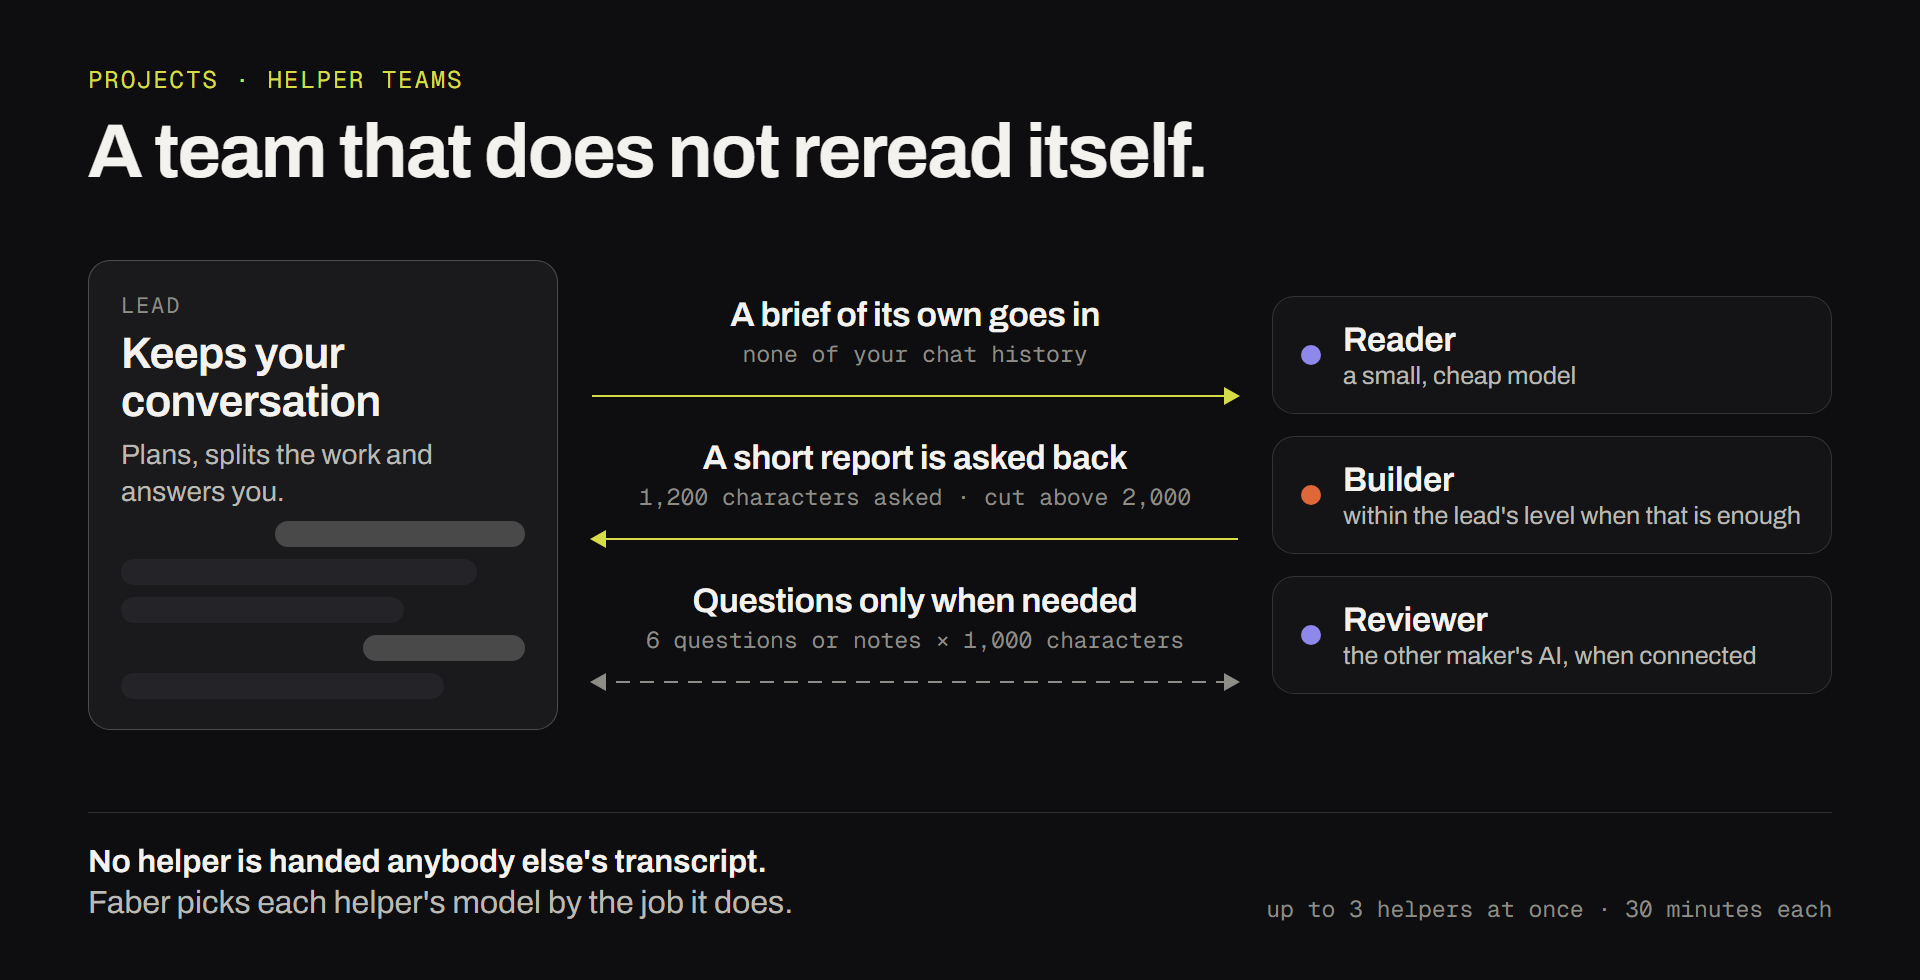 PROJECTS · HELPER TEAMS
A team that does not reread itself.
LEAD
Keeps your
conversation
Plans, splits the work and
answers you.
A brief of its own goes in
none of your chat history
A short report is asked back
1,200 characters asked · cut above 2,000
Questions only when needed
6 questions or notes × 1,000 characters
Reader
a small, cheap model
Builder
within the lead's level when that is enough
Reviewer
the other maker's AI, when connected
No helper is handed anybody else's transcript.
Faber picks each helper's model by the job it does.
up to 3 helpers at once · 30 minutes each